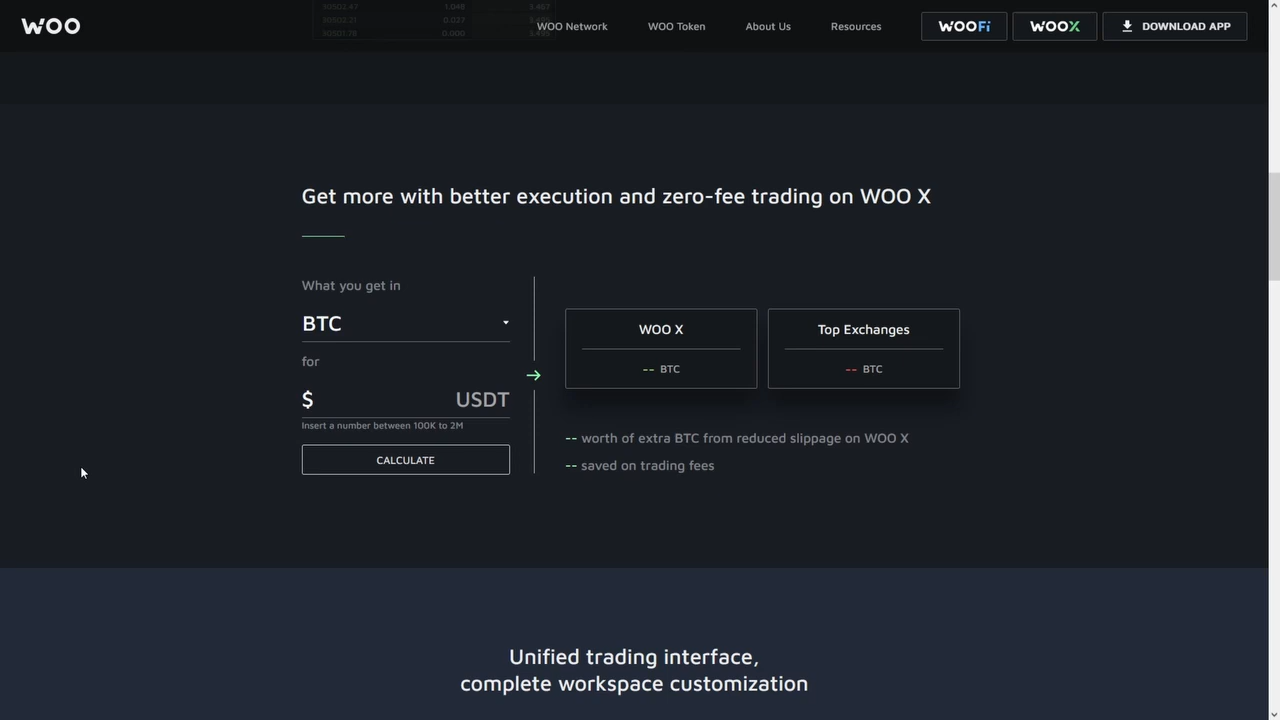 WOO
WOO Network
WOO Token
About Us
Resources
WOOFi
WOOX
DOWNLOAD APP
Get more with better execution and zero-fee trading on WOO X
What you get in
BTC
for
$ USDT
Insert a number between 100K to 2M
CALCULATE
WOO X
-- BTC
Top Exchanges
-- BTC
-- worth of extra BTC from reduced slippage on WOO X
-- saved on trading fees
Unified trading interface,
complete workspace customization